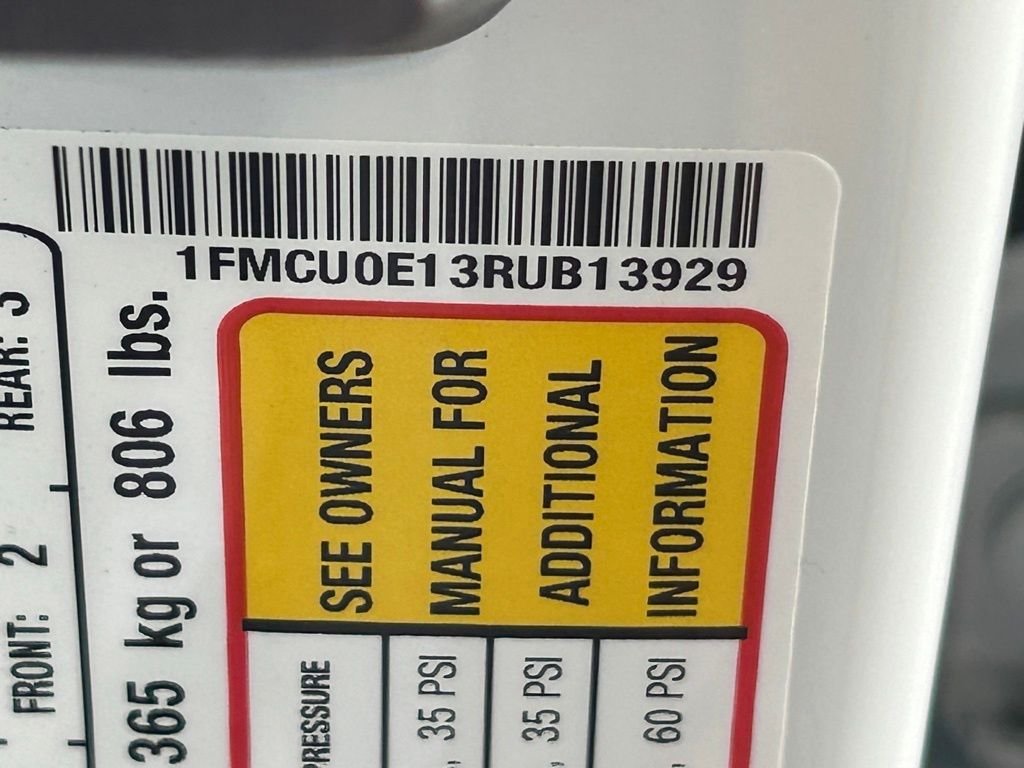 1FMCU0E13RUB13929
FRONT: 2 REAR: 3
365 kg or 806 lbs.
SEE OWNERS
MANUAL FOR
ADDITIONAL
INFORMATION
PRESSURE
35 PSI
35 PSI
60 PSI